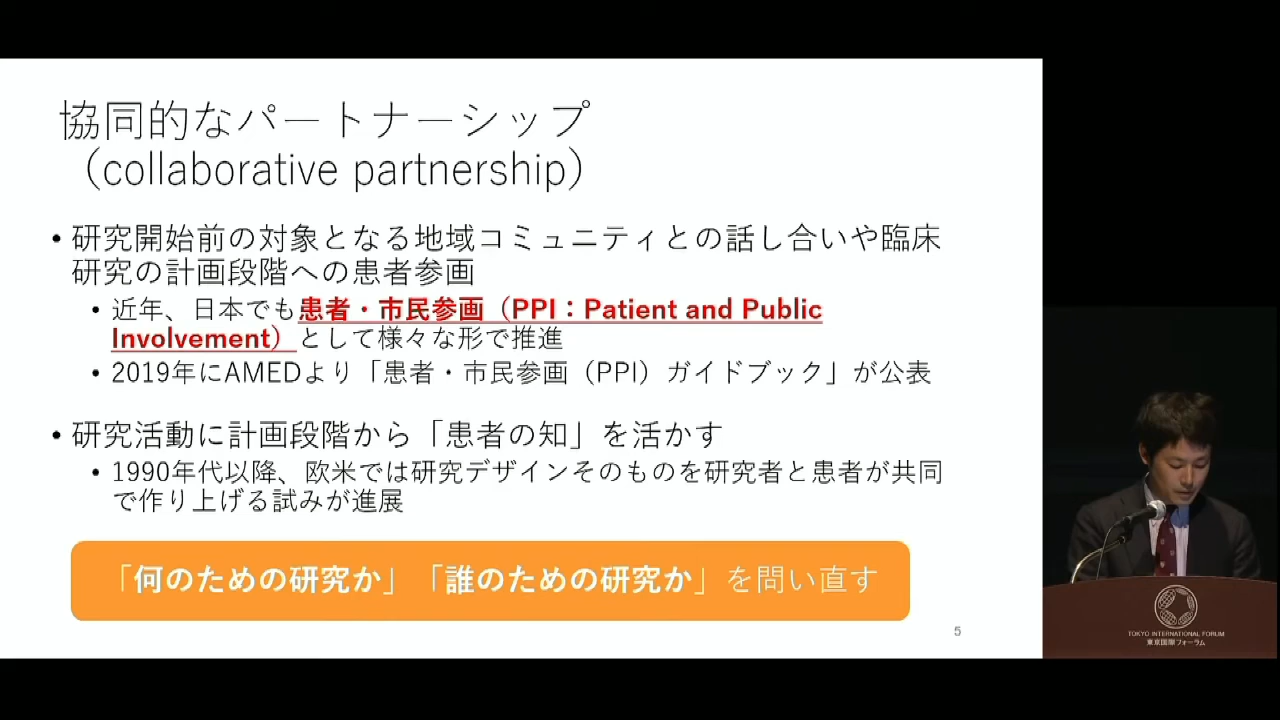 協同的なパートナーシップ
（collaborative partnership）
• 研究開始前の対象となる地域コミュニティとの話し合いや臨床
研究の計画段階への患者参画
• 近年、日本でも患者・市民参画（PPI：Patient and Public
Involvement）として様々な形で推進
• 2019年にAMEDより「患者・市民参画（PPI）ガイドブック」が公表
• 研究活動に計画段階から「患者の知」を活かす
• 1990年代以降、欧米では研究デザインそのものを研究者と患者が共同
で作り上げる試みが進展
「何のための研究か」「誰のための研究か」を問い直す
5
TOKYO INTERNATIONAL FORUM
東京国際フォーラム